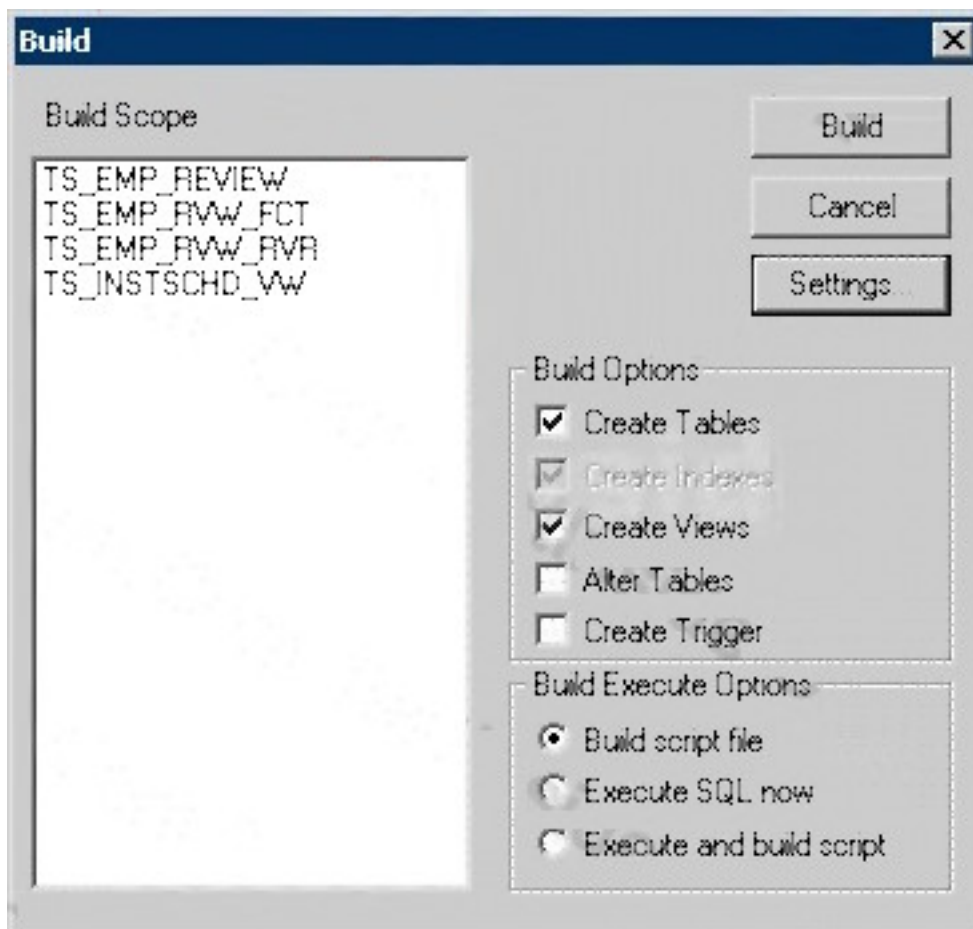 Build
Build Scope
TS_EMP_REVIEW
TS_EMP_RVW_FCT
TS_EMP_RVW_RVR
TS_INSTSCHD_VW
Build
Cancel
Settings...
Build Options
Create Tables
Create Indexes
Create Views
Alter Tables
Create Trigger
Build Execute Options
Build script file
Execute SQL now
Execute and build script